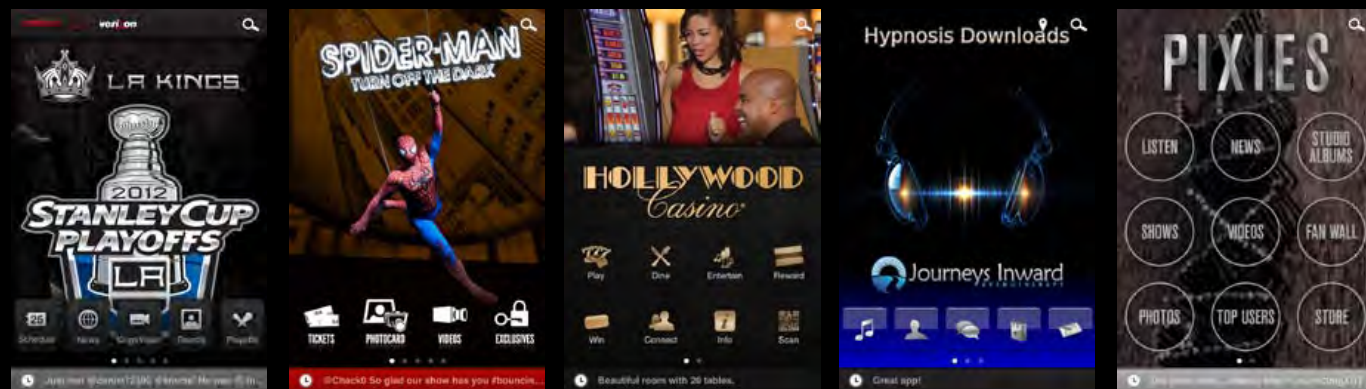 verizon
LA KINGS
2012
STANLEY CUP
PLAYOFFS
LA
25
Schedule
News
Playoffs
SPIDER-MAN
TURN OFF THE DARK
TICKETS
PHOTOCARD
VIDEOS
EXCLUSIVES
@Chack0 So glad our show has you #bouncin...
HOLLYWOOD
Casino
Play
Dine
Entertain
Reward
Win
Connect
Info
Scan
Beautiful room with 26 tables.
Hypnosis Downloads
Journeys Inward
HYPNOTHERAPY
Great app!
PIXIES
LISTEN
NEWS
STUDIO
ALBUMS
SHOWS
VIDEOS
FAN WALL
PHOTOS
TOP USERS
STORE